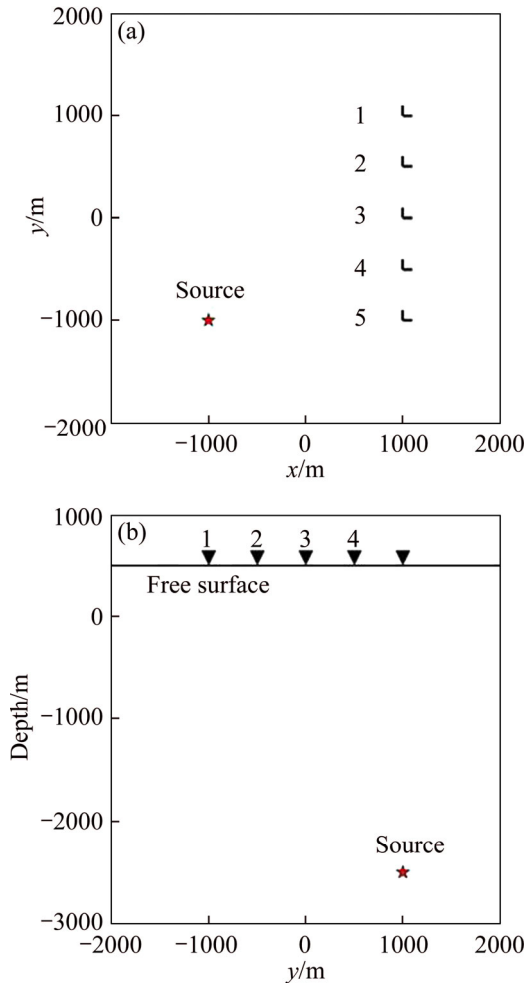 (a)
2000
1000
0
−1000
−2000
y/m
1
2
3
4
5
Source
−1000 0 1000 2000
x/m
(b)
1000
0
−1000
−2000
−3000
Depth/m
1 2 3 4
Free surface
Source
−2000 −1000 0 1000 2000
y/m